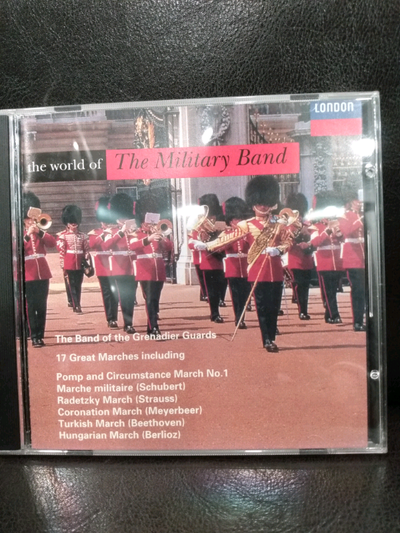 LONDON
the world of The Military Band
The Band of the Grenadier Guards
17 Great Marches including
Pomp and Circumstance March No.1
Marche militaire (Schubert)
Radetzky March (Strauss)
Coronation March (Meyerbeer)
Turkish March (Beethoven)
Hungarian March (Berlioz)